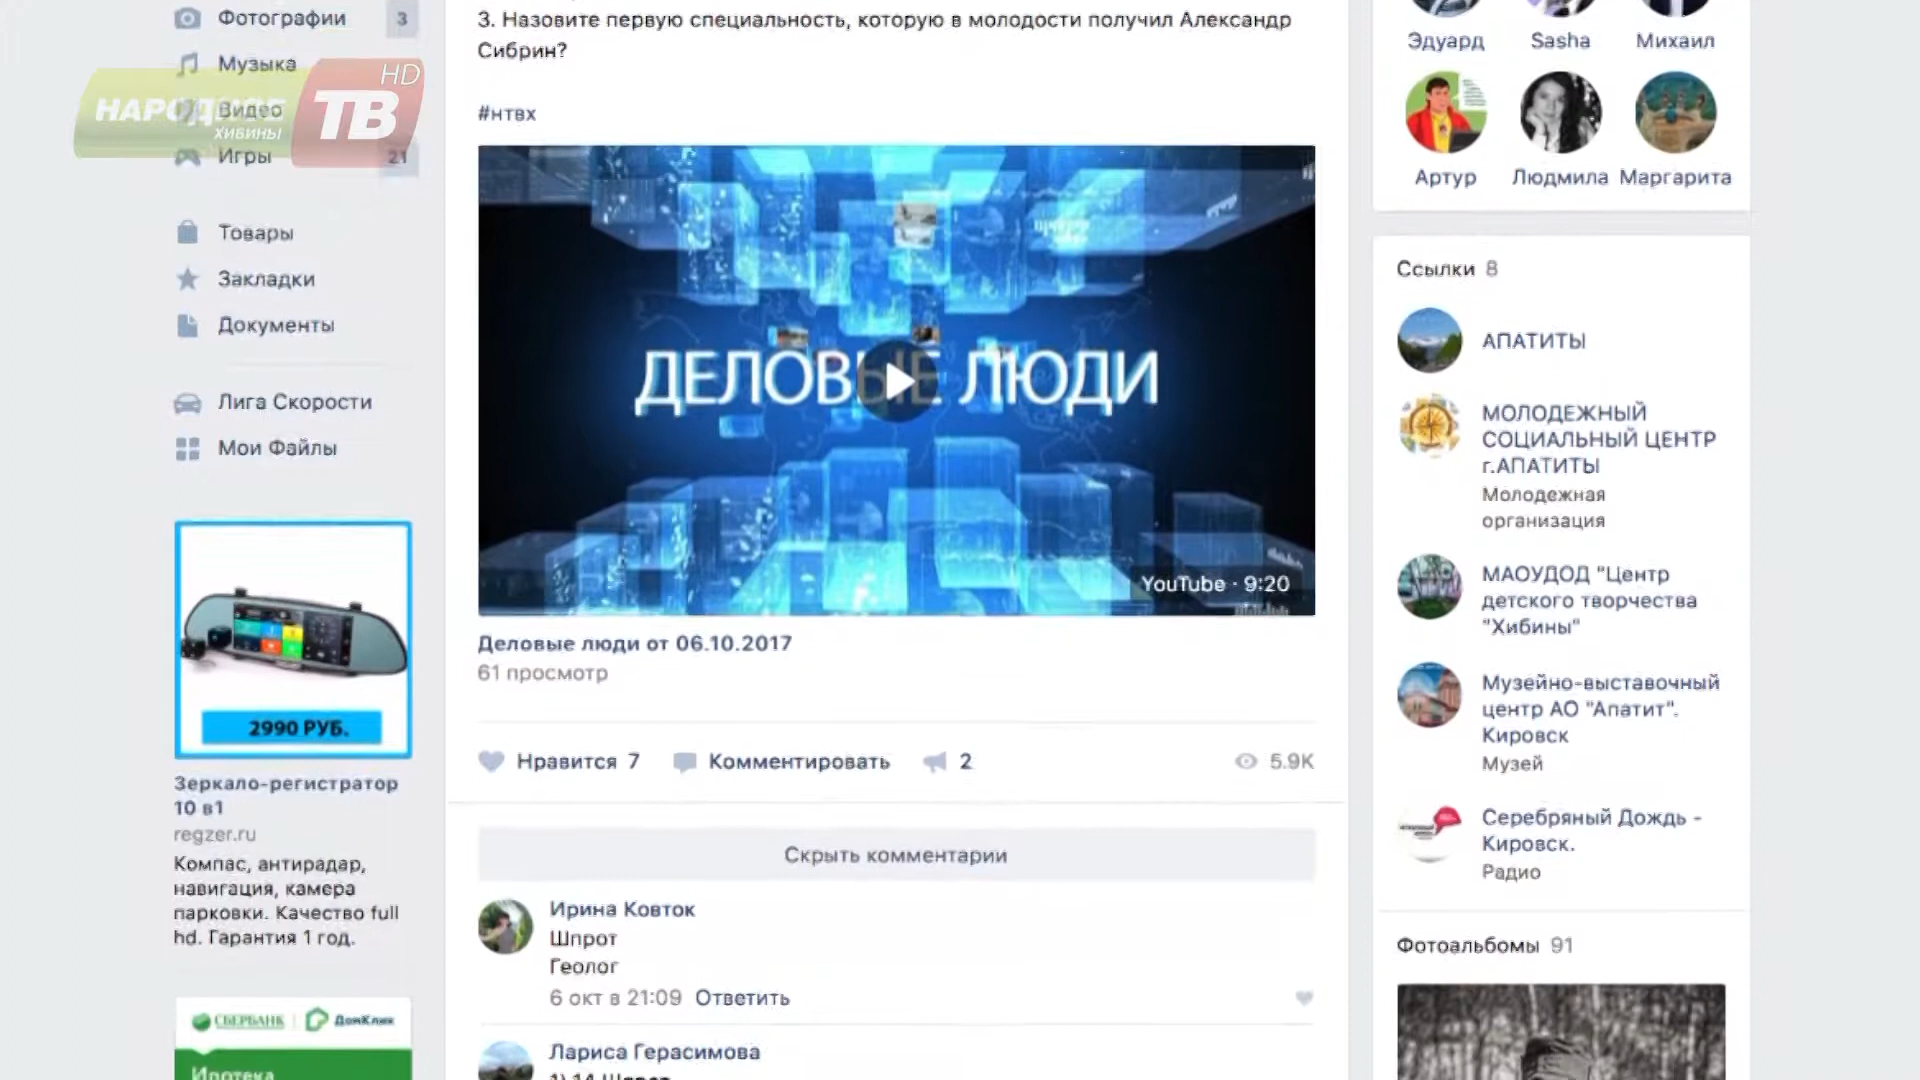 Фотографии 3
Музыка
Видео
Игры 21
НАРОДНОЕ ТВ HD
ХИБИНЫ
Товары
Закладки
Документы
Лига Скорости
Мои Файлы
2990 РУБ.
Зеркало-регистратор
10 в1
regzer.ru
Компас, антирадар,
навигация, камера
парковки. Качество full
hd. Гарантия 1 год.
СБЕРБАНК ДомКлик
Ипотека
3. Назовите первую специальность, которую в молодости получил Александр
Сибрин?
#нтвх
ДЕЛОВЫЕ ЛЮДИ
YouTube · 9:20
Деловые люди от 06.10.2017
61 просмотр
Нравится 7 Комментировать 2 5.9K
Скрыть комментарии
Ирина Ковток
Шпрот
Геолог
6 окт в 21:09 Ответить
Лариса Герасимова
1) 14 Шпрот
Эдуард Sasha Михаил
Артур Людмила Маргарита
Ссылки 8
АПАТИТЫ
МОЛОДЕЖНЫЙ
СОЦИАЛЬНЫЙ ЦЕНТР
г.АПАТИТЫ
Молодежная
организация
МАОУДОД "Центр
детского творчества
"Хибины"
Музейно-выставочный
центр АО "Апатит".
Кировск
Музей
Серебряный Дождь -
Кировск.
Радио
Фотоальбомы 91